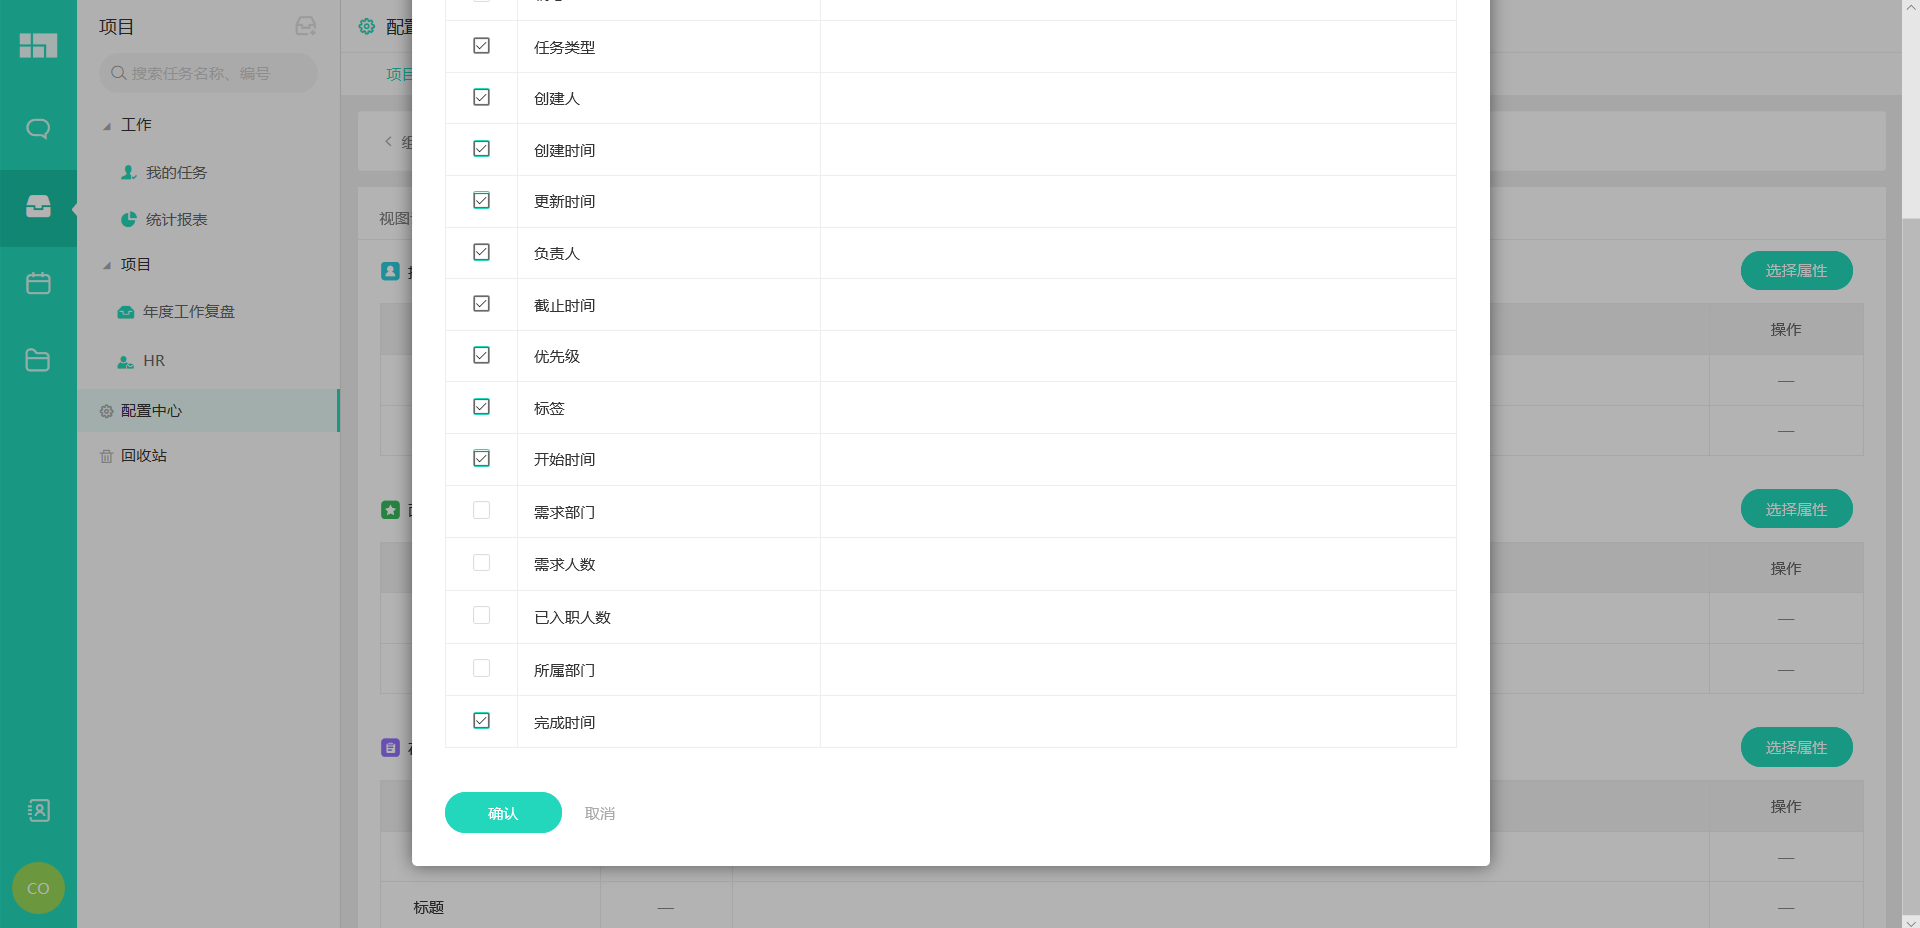 项目
搜索任务名称、编号
工作
我的任务
统计报表
项目
年度工作复盘
HR
配置中心
回收站
CO
配置
项目
视图
任务类型
创建人
创建时间
更新时间
负责人
截止时间
优先级
标签
开始时间
需求部门
需求人数
已入职人数
所属部门
完成时间
确认 取消
选择属性
操作
—
—
选择属性
操作
—
—
选择属性
操作
—
标题 — —